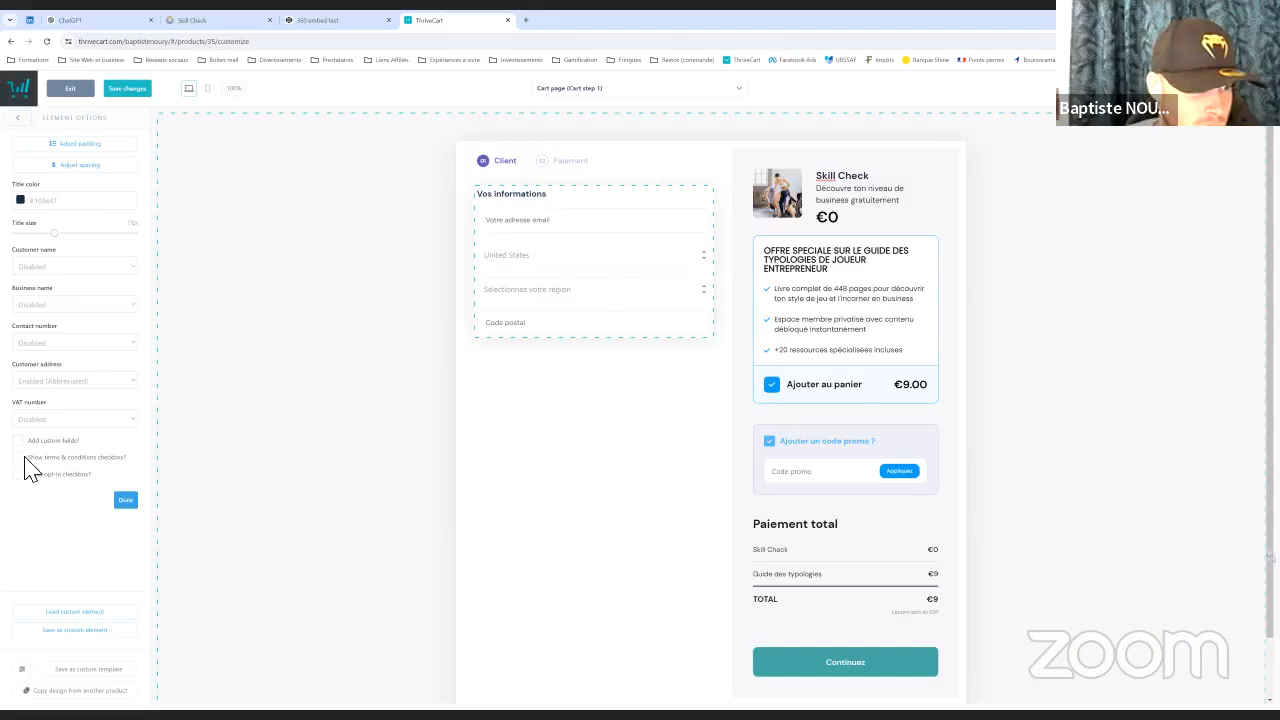 ChatGPT
Skill Check
360 embed test
ThriveCart
thrivecart.com/baptistenoury/#/products/35/customize
Formations
Site Web et business
Réseaux sociaux
Boiter mail
Divertissements
Prestataires
Liens Affiliés
Expériences à vivre
Investissements
Gamification
Fringues
Restos (commande)
ThriveCart
Facebook Ads
URSSAF
Impôts
Banque Shine
Points permis
Boursorama
Baptiste NOU...
Exit
Save changes
100%
Cart page (Cart step 1)
ELEMENT OPTIONS
Adjust padding
Adjust spacing
Title color
#102e47
Title size
17px
Customer name
Disabled
Business name
Disabled
Contact number
Disabled
Customer address
Enabled (Abbreviated)
VAT number
Disabled
Add custom fields?
Show terms & conditions checkbox?
opt-in checkbox?
Done
Load custom element
Save as custom element
Save as custom template
Copy design from another product
01 Client
02 Paiement
Vos informations
Votre adresse email
United States
Sélectionnez votre région
Code postal
Skill Check
Découvre ton niveau de
business gratuitement
€0
OFFRE SPECIALE SUR LE GUIDE DES
TYPOLOGIES DE JOUEUR
ENTREPRENEUR
Livre complet de 448 pages pour découvrir
ton style de jeu et l'incarner en business
Espace membre privatisé avec contenu
débloqué instantanément
+20 ressources spécialisées incluses
Ajouter au panier €9.00
Ajouter un code promo ?
Code promo
Appliquez
Paiement total
Skill Check €0
Guide des typologies €9
TOTAL €9
Les prix sont en EUR
Continuez
zoom